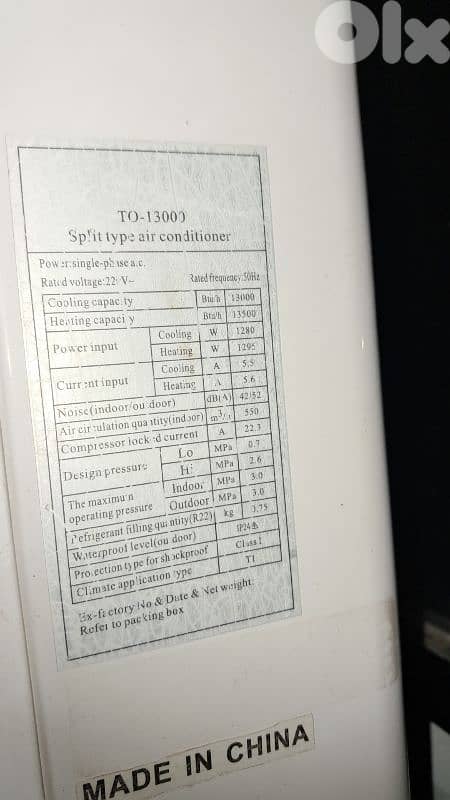 olx
TO-13000
Split type air conditioner
Power:single-phase a.c.
Rated voltage:22 V~ Rated frequency:50Hz
Cooling capacity Btu/h 13000
Heating capacity Btu/h 13500
Power input Cooling W 1280
Heating W 1295
Current input Cooling A 5.5
Heating A 5.6
Noise(indoor/outdoor) dB(A) 42/52
Air circulation quantity(indoor) m³/ 550
Compressor locked current A 22.3
Design pressure Lo MPa 0.7
Hi MPa 2.6
The maximum operating pressure Indoor MPa 3.0
Outdoor MPa 3.0
Refrigerant filling quantity(R22) kg 0.75
Waterproof level(outdoor) IP24
Protection type for shockproof Class I
Climate application type T1
Ex-factory No & Date & Net weight:
Refer to packing box
MADE IN CHINA